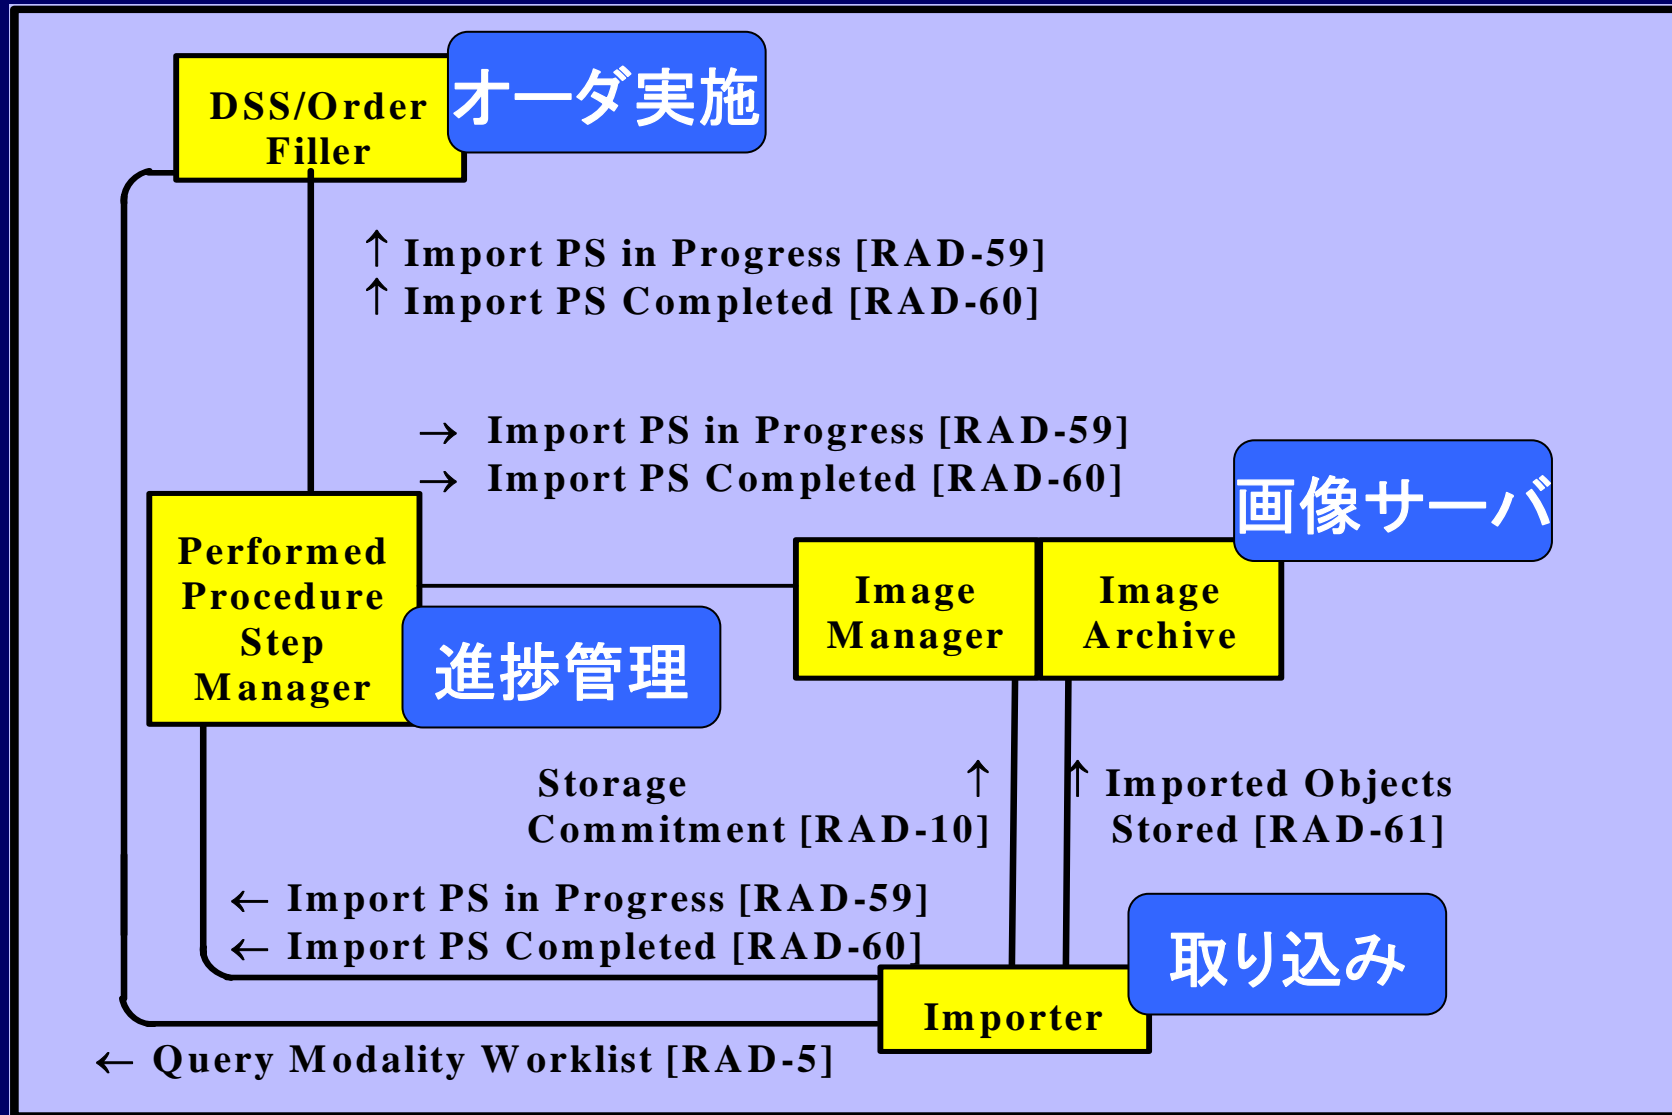 DSS/Order
Filler
オーダ実施
↑ Import PS in Progress [RAD-59]
↑ Import PS Completed [RAD-60]
→ Import PS in Progress [RAD-59]
→ Import PS Completed [RAD-60]
画像サーバ
Performed
Procedure
Step
Manager
進捗管理
Image
Manager
Image
Archive
Storage ↑
Commitment [RAD-10]
↑ Imported Objects
Stored [RAD-61]
← Import PS in Progress [RAD-59]
← Import PS Completed [RAD-60]
取り込み
Importer
← Query Modality Worklist [RAD-5]